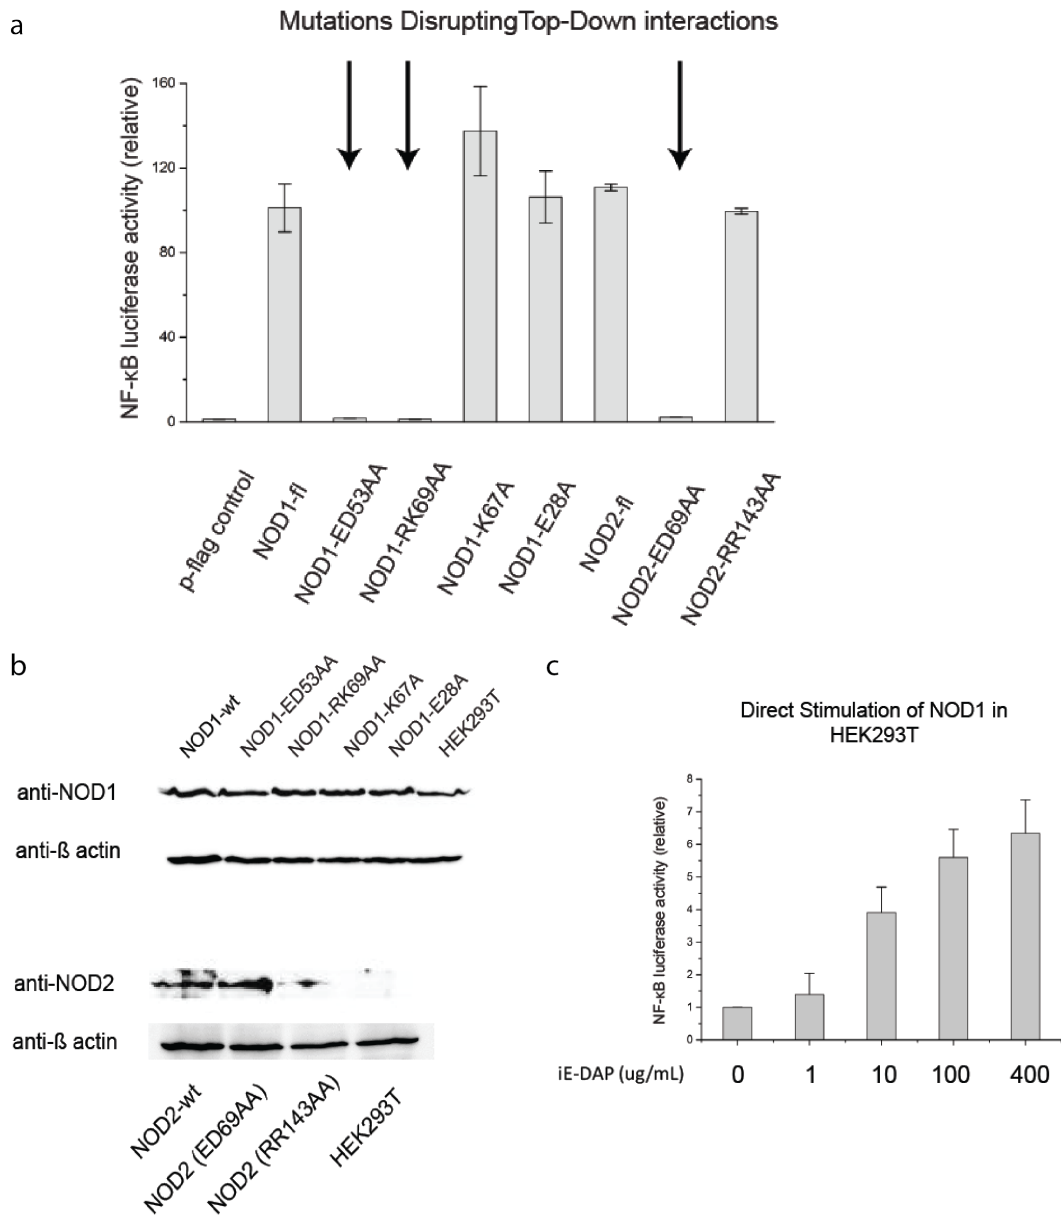 a
Mutations DisruptingTop-Down interactions
NF-κB luciferase activity (relative)
160
120
80
40
0
p-flag control
NOD1-fl
NOD1-ED53AA
NOD1-RK69AA
NOD1-K67A
NOD1-E28A
NOD2-fl
NOD2-ED69AA
NOD2-RR143AA
b
NOD1-wt
NOD1-ED53AA
NOD1-RK69AA
NOD1-K67A
NOD1-E28A
HEK293T
anti-NOD1
anti-ß actin
anti-NOD2
anti-ß actin
NOD2-wt
NOD2 (ED69AA)
NOD2 (RR143AA)
HEK293T
c
Direct Stimulation of NOD1 in
HEK293T
NF-κB luciferase activity (relative)
8
7
6
5
4
3
2
1
0
iE-DAP (ug/mL) 0 1 10 100 400